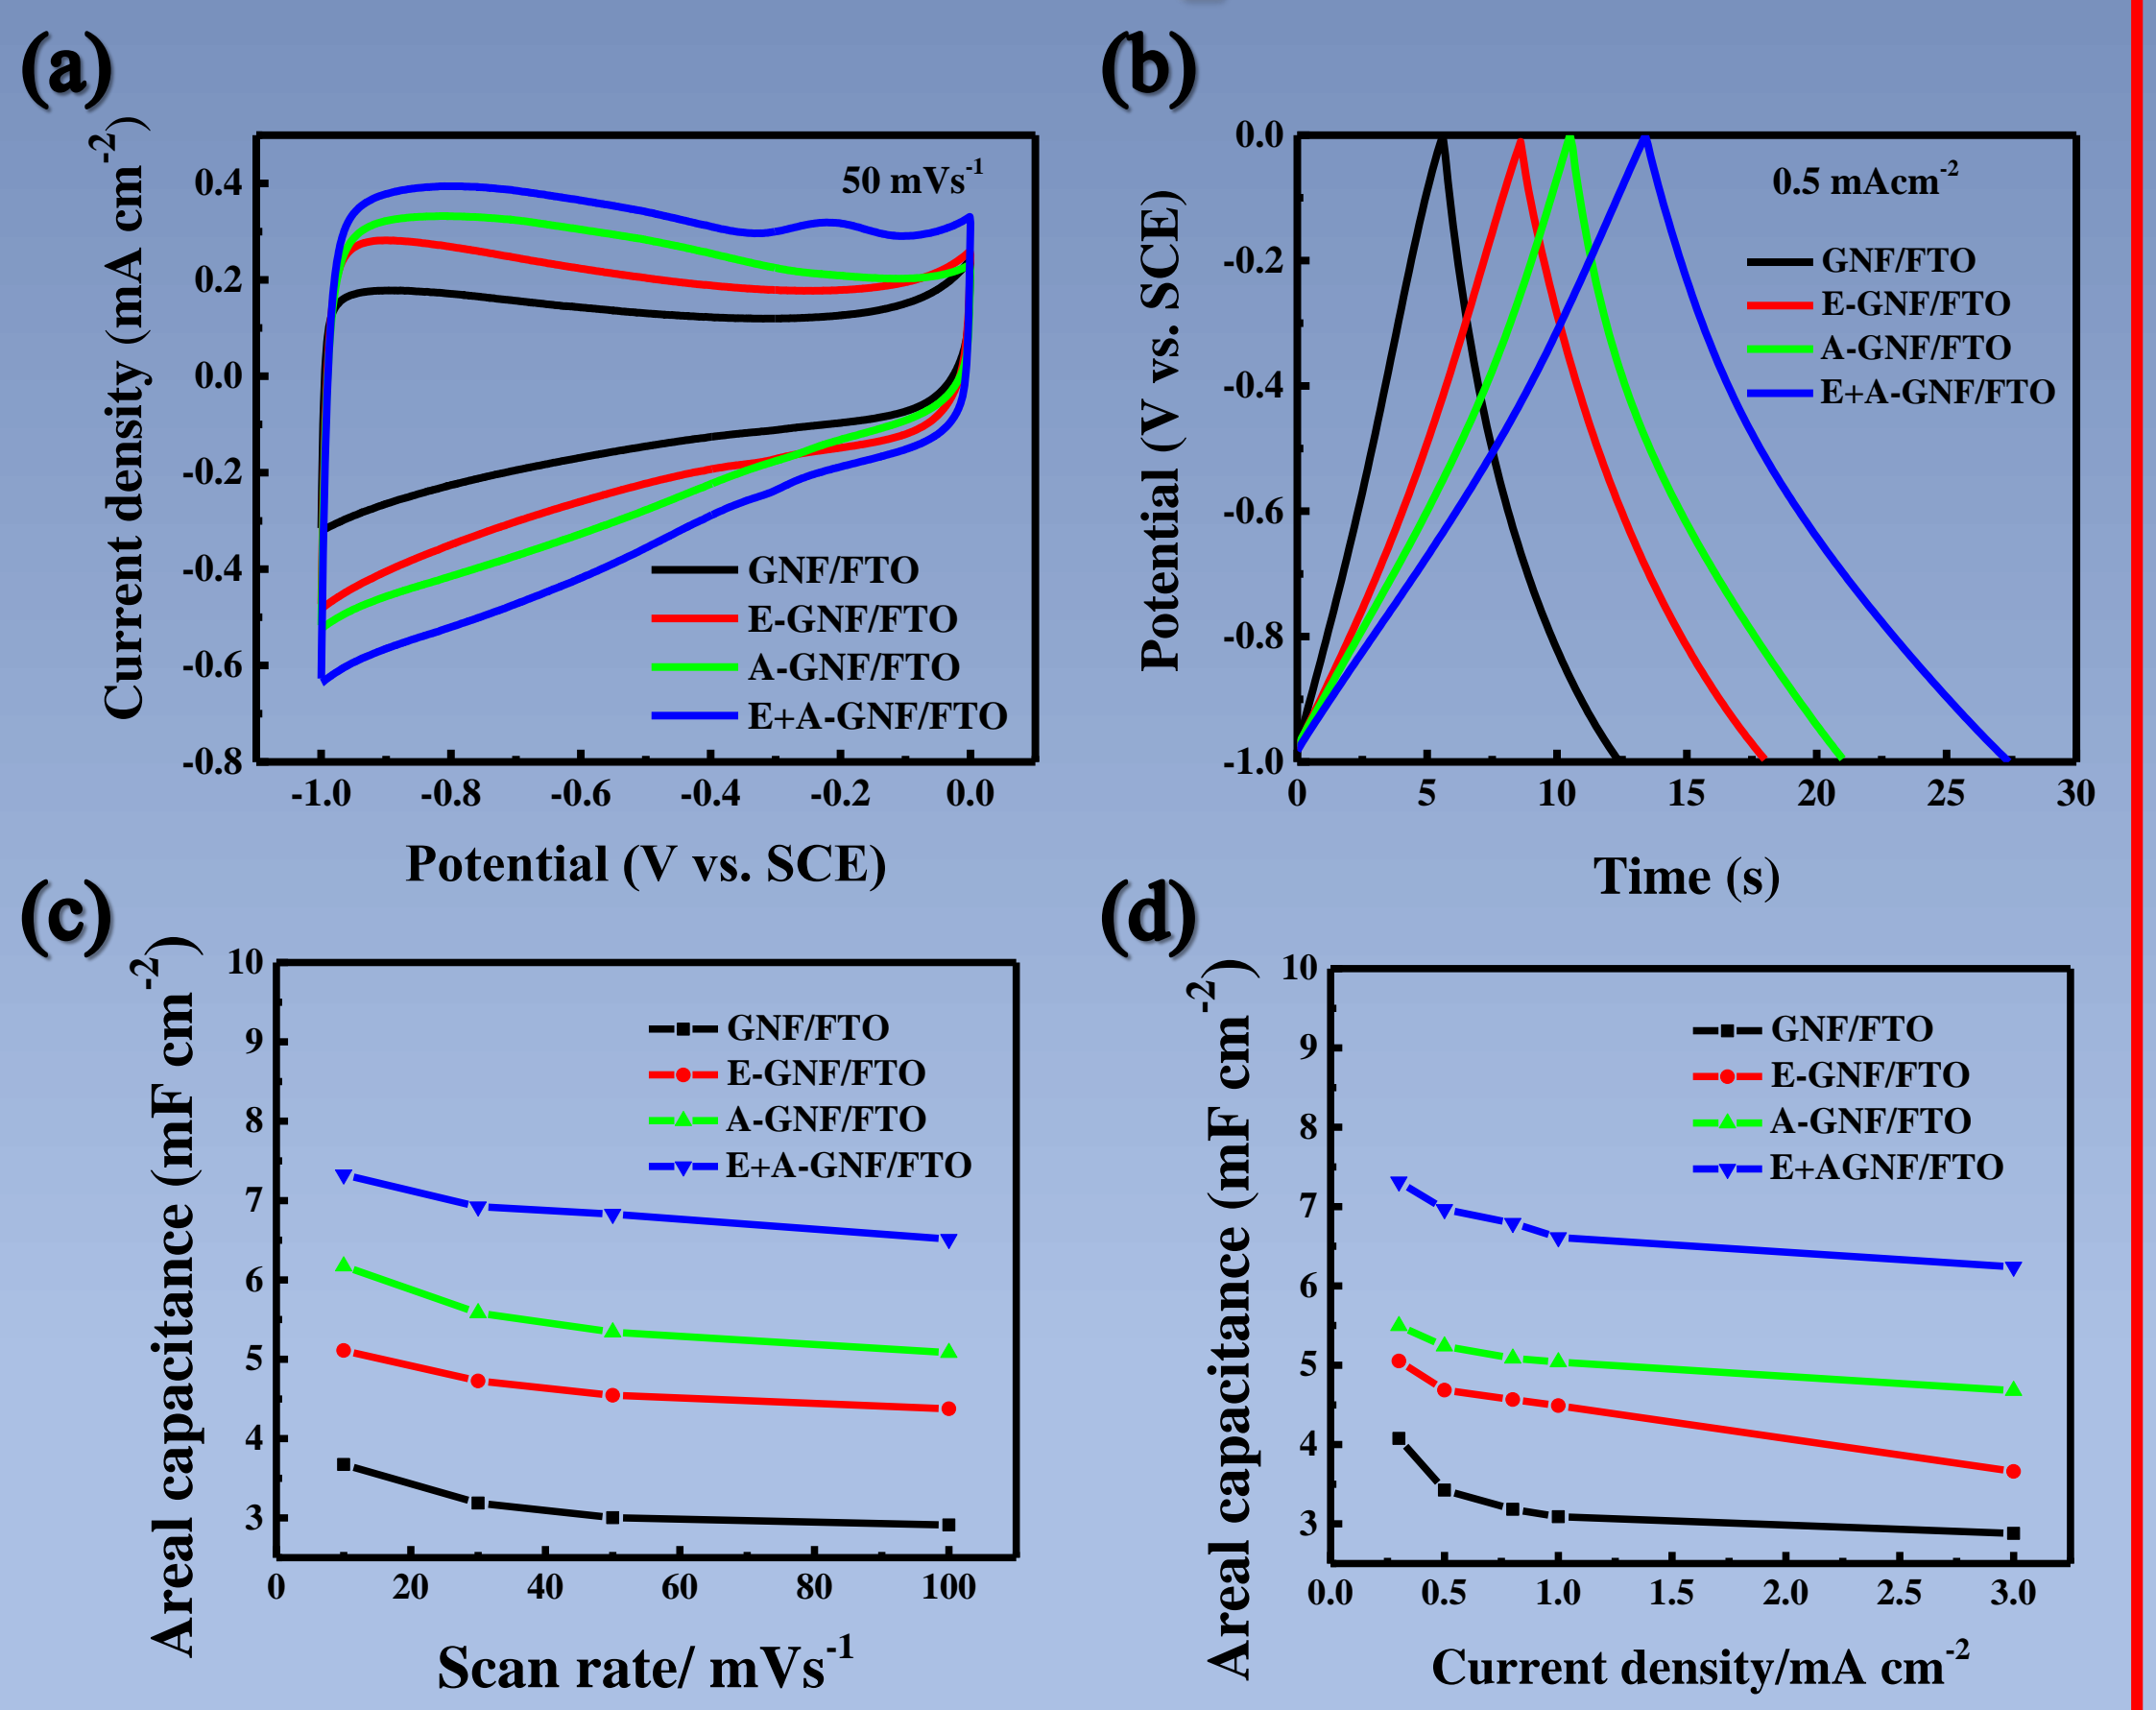 (a)
Current density (mA cm-2)
0.4
0.2
0.0
-0.2
-0.4
-0.6
-0.8
50 mVs-1
GNF/FTO
E-GNF/FTO
A-GNF/FTO
E+A-GNF/FTO
-1.0 -0.8 -0.6 -0.4 -0.2 0.0
Potential (V vs. SCE)
(b)
Potential (V vs. SCE)
0.0
-0.2
-0.4
-0.6
-0.8
-1.0
0.5 mAcm-2
GNF/FTO
E-GNF/FTO
A-GNF/FTO
E+A-GNF/FTO
0 5 10 15 20 25 30
Time (s)
(c)
Areal capacitance (mF cm-2)
10
9
8
7
6
5
4
3
GNF/FTO
E-GNF/FTO
A-GNF/FTO
E+A-GNF/FTO
0 20 40 60 80 100
Scan rate/ mVs-1
(d)
Areal capacitance (mF cm-2)
10
9
8
7
6
5
4
3
GNF/FTO
E-GNF/FTO
A-GNF/FTO
E+AGNF/FTO
0.0 0.5 1.0 1.5 2.0 2.5 3.0
Current density/mA cm-2